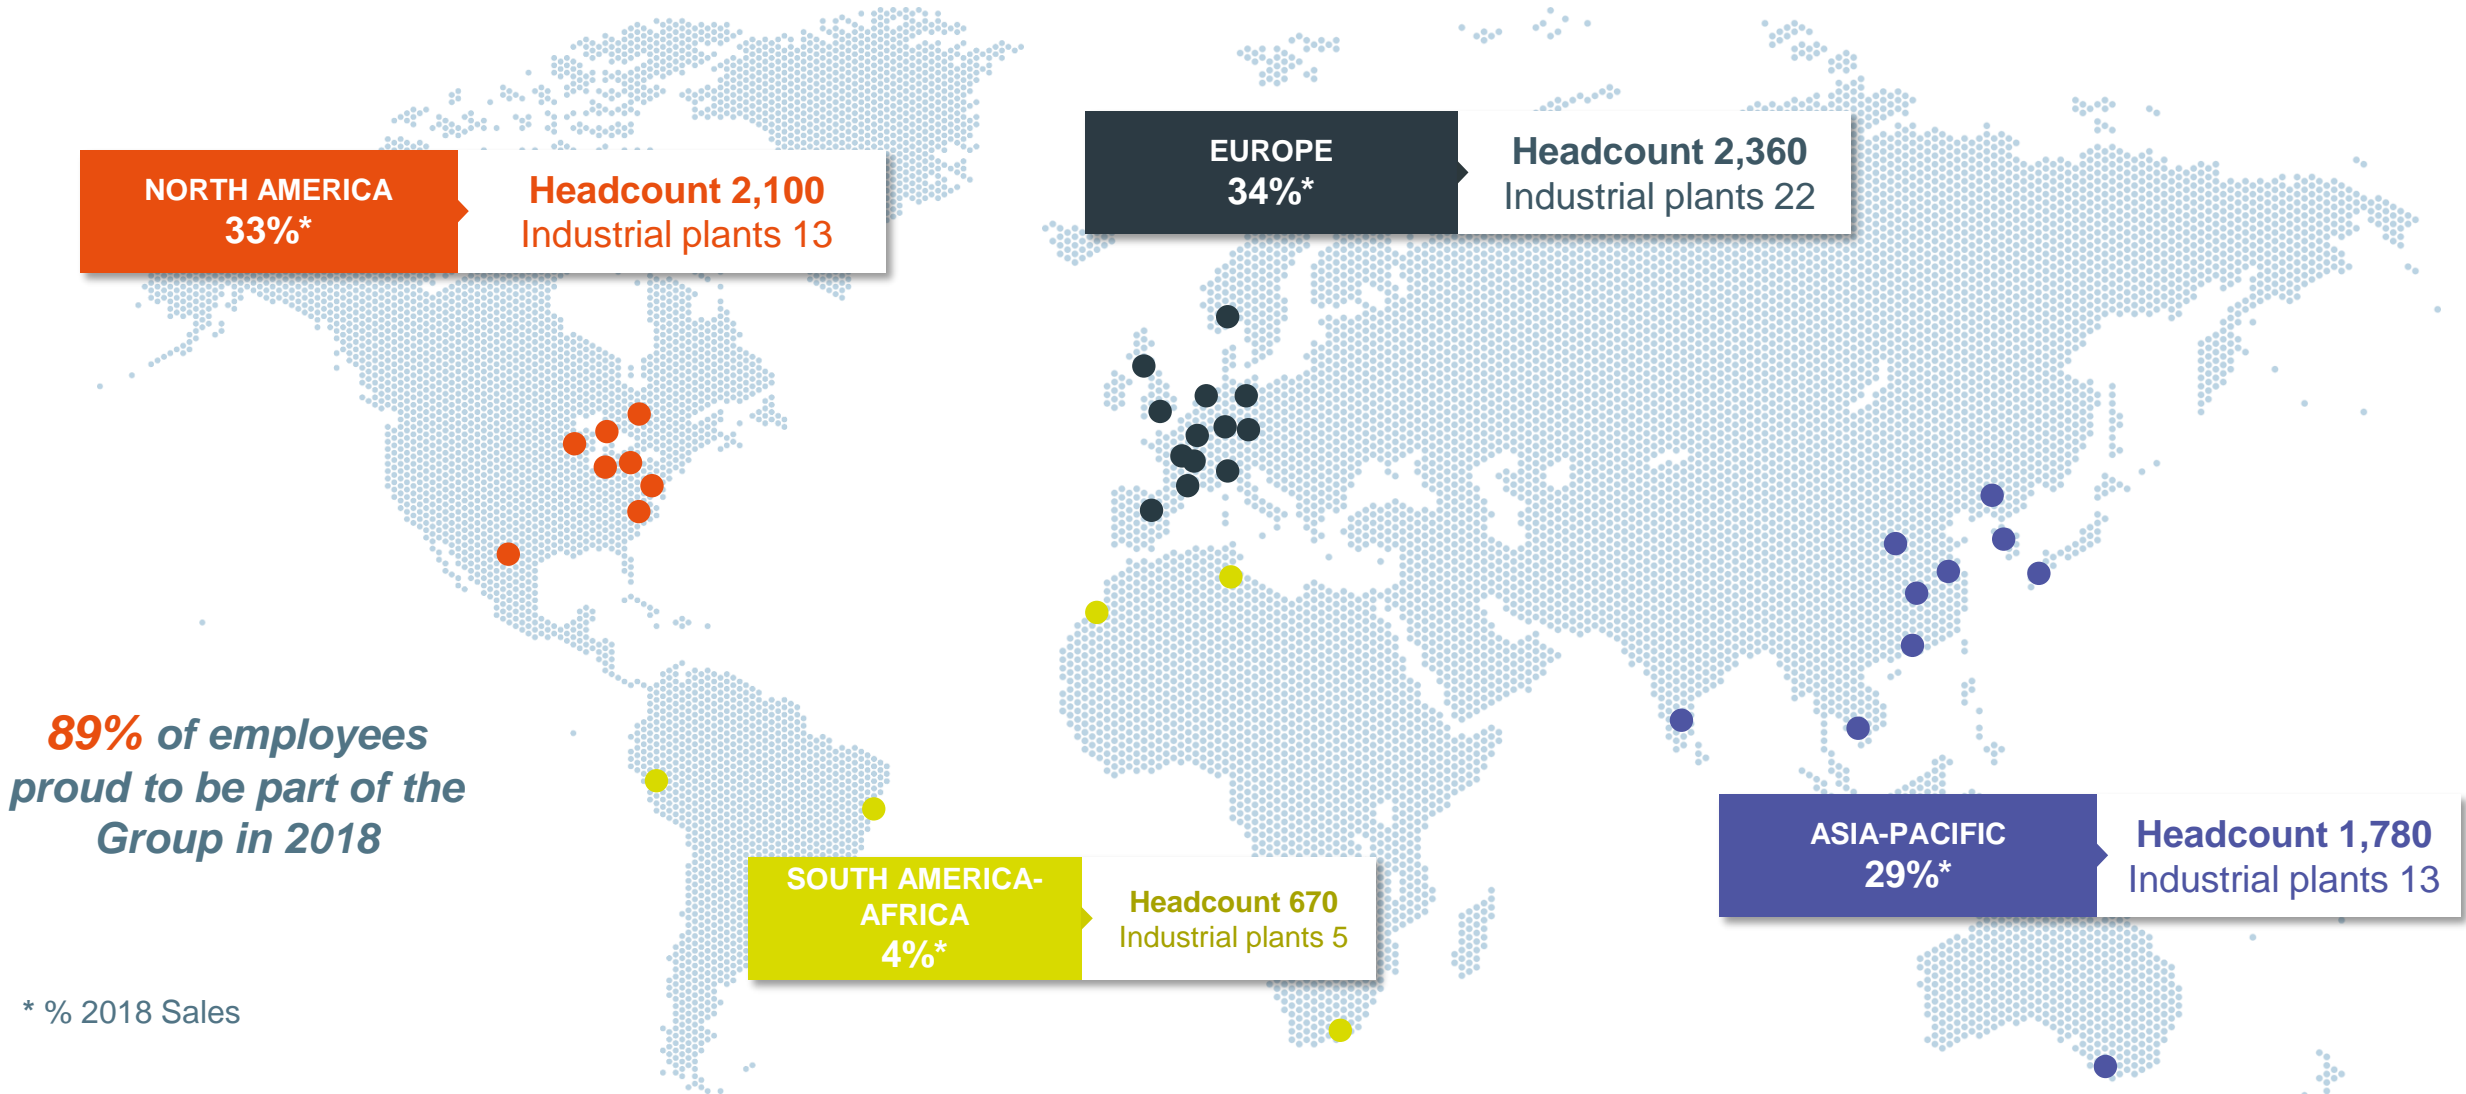 NORTH AMERICA
33%*
Headcount 2,100
Industrial plants 13
EUROPE
34%*
Headcount 2,360
Industrial plants 22
89% of employees
proud to be part of the
Group in 2018
SOUTH AMERICA-
AFRICA
4%*
Headcount 670
Industrial plants 5
ASIA-PACIFIC
29%*
Headcount 1,780
Industrial plants 13
* % 2018 Sales